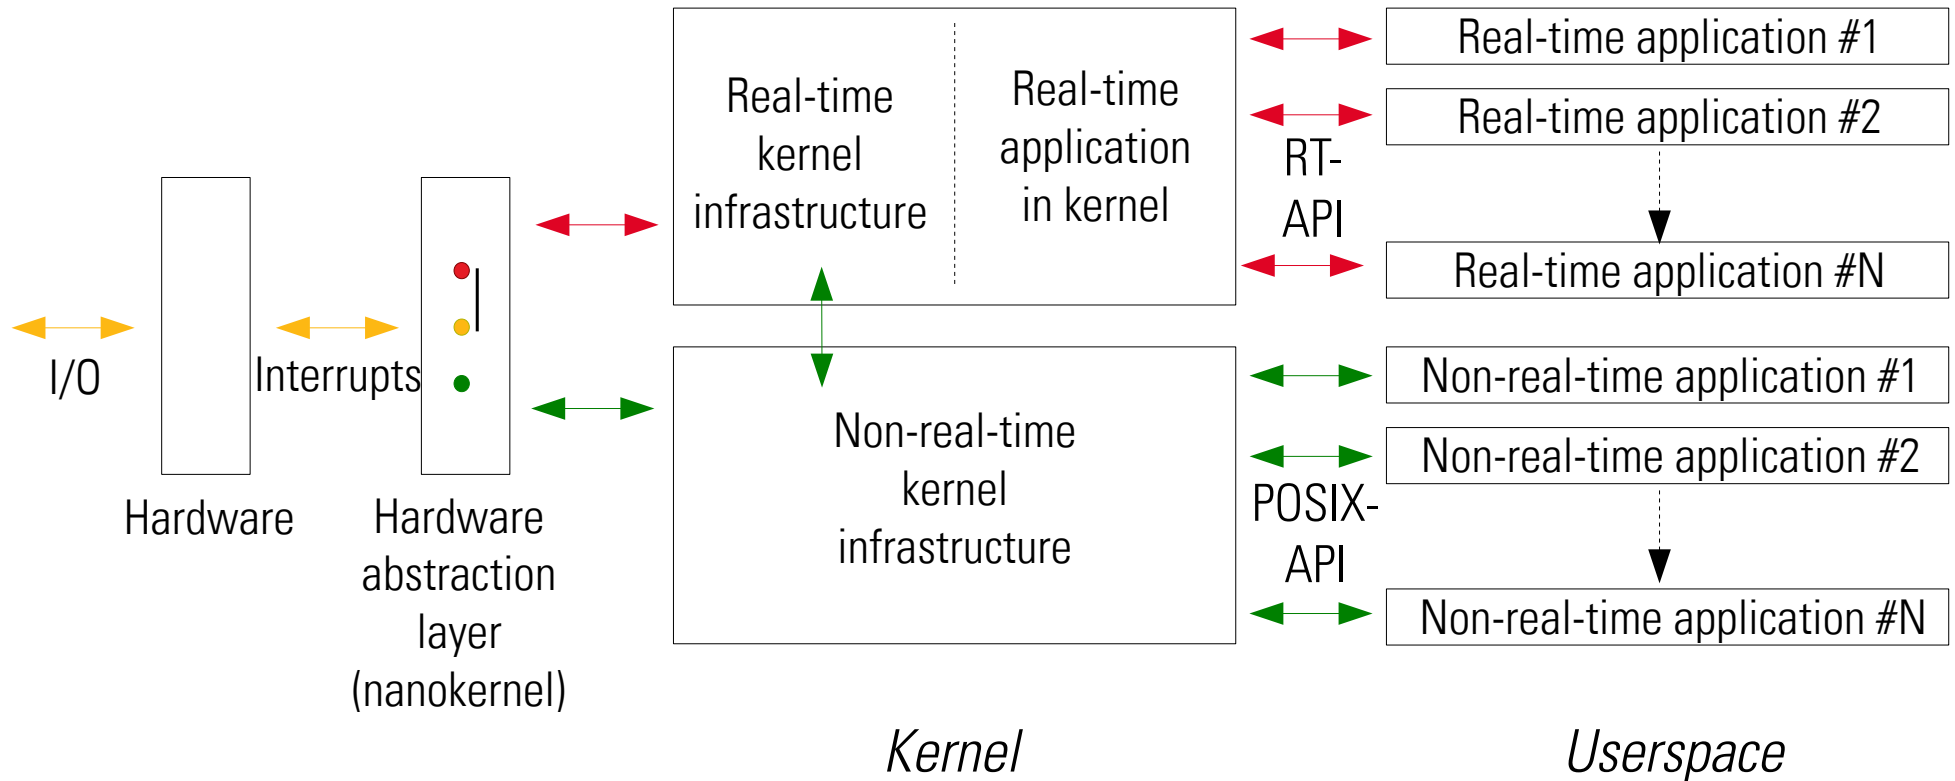 I/O
Interrupts
Hardware
Hardware
abstraction
layer
(nanokernel)
Real-time
kernel
infrastructure
Real-time
application
in kernel
Non-real-time
kernel
infrastructure
Kernel
RT-
API
POSIX-
API
Real-time application #1
Real-time application #2
Real-time application #N
Non-real-time application #1
Non-real-time application #2
Non-real-time application #N
Userspace